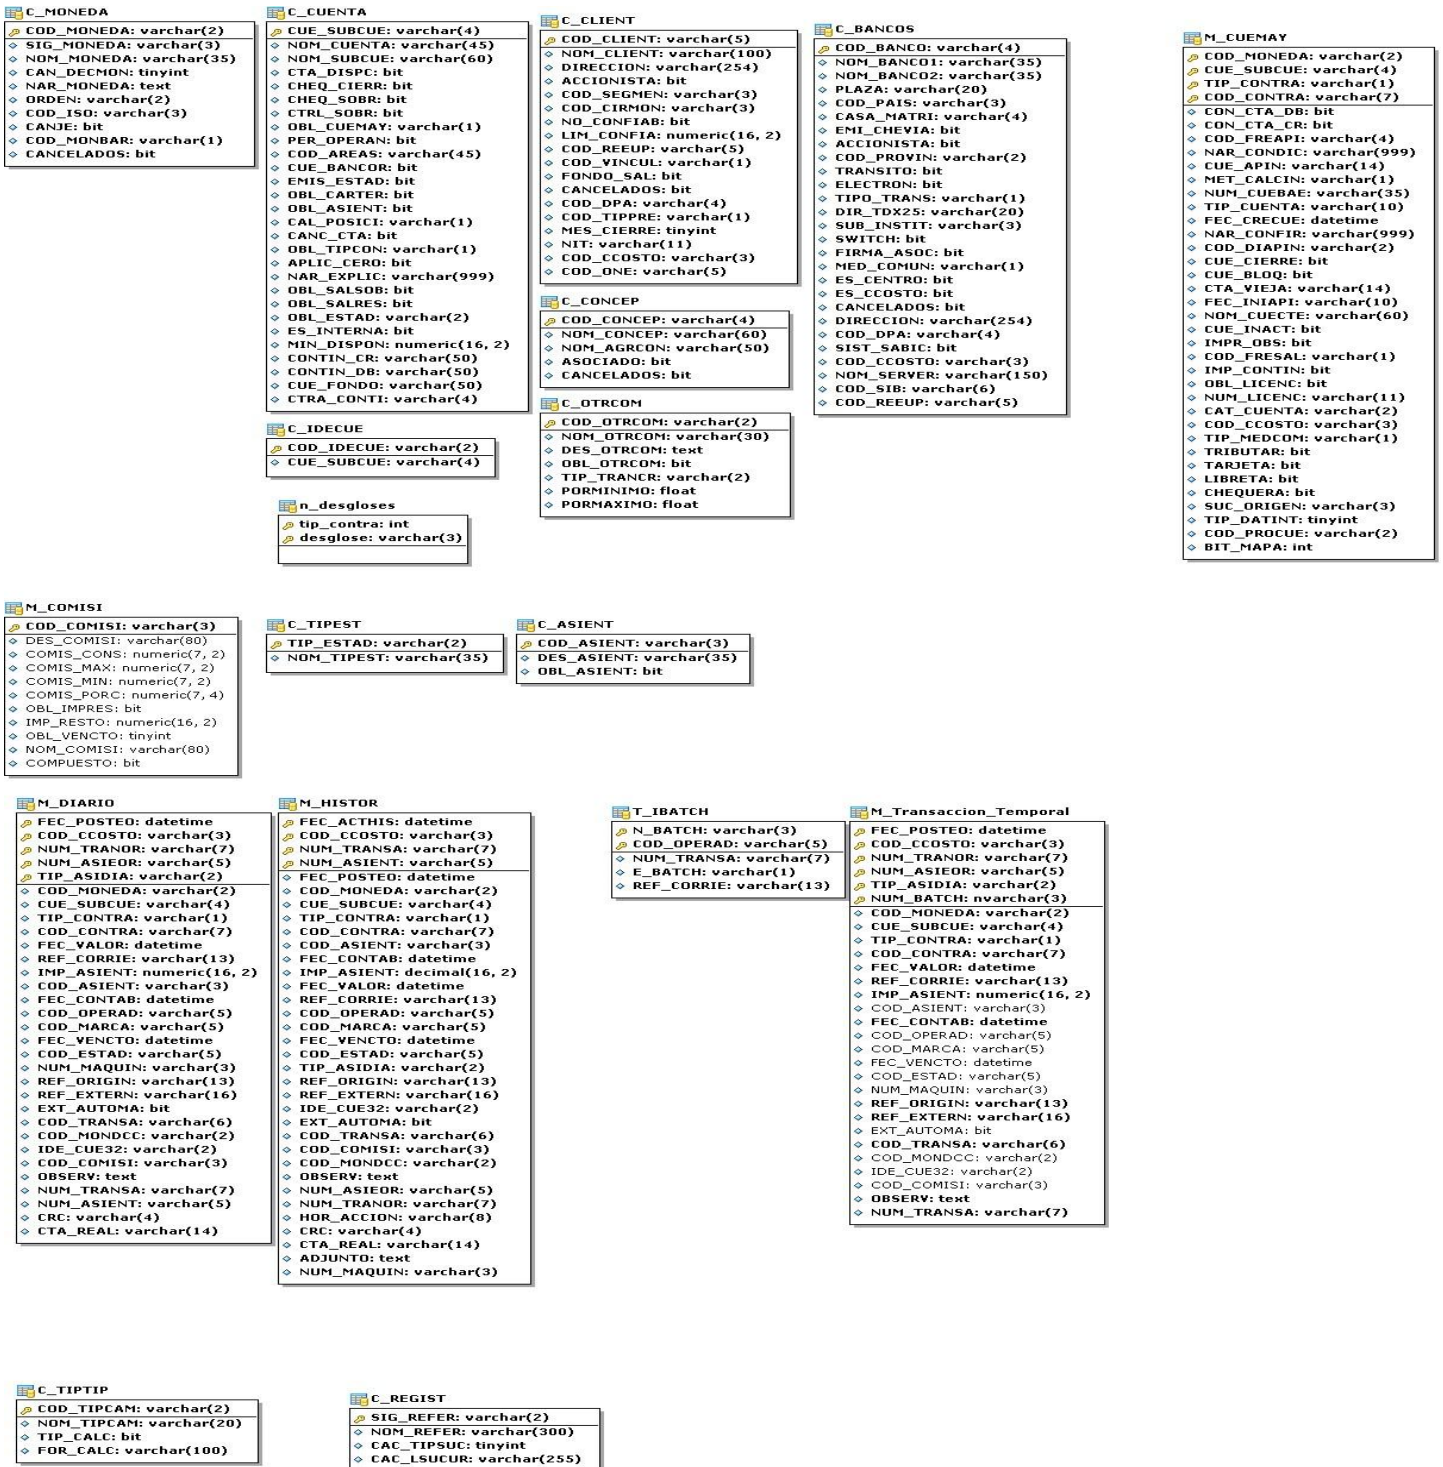 C_MONEDA
COD_MONEDA: varchar(2)
SIG_MONEDA: varchar(3)
NOM_MONEDA: varchar(35)
CAN_DECMON: tinyint
NAR_MONEDA: text
ORDEN: varchar(2)
COD_ISO: varchar(3)
CANJE: bit
COD_MONBAR: varchar(1)
CANCELADOS: bit
C_CUENTA
CUE_SUBCUE: varchar(4)
NOM_CUENTA: varchar(45)
NOM_SUBCUE: varchar(60)
CTA_DISPC: bit
CHEQ_CIERR: bit
CHEQ_SOBR: bit
CTRL_SOBR: bit
OBL_CUEMAY: varchar(1)
PER_OPERAN: bit
COD_AREAS: varchar(45)
CUE_BANCOR: bit
EMIS_ESTAD: bit
OBL_CARTER: bit
OBL_ASIENT: bit
CAL_POSICI: varchar(1)
CANC_CTA: bit
OBL_TIPCON: varchar(1)
APLIC_CERO: bit
NAR_EXPLIC: varchar(999)
OBL_SALSOB: bit
OBL_SALRES: bit
OBL_ESTAD: varchar(2)
ES_INTERNA: bit
MIN_DISPON: numeric(16, 2)
CONTIN_CR: varchar(50)
CONTIN_DB: varchar(50)
CUE_FONDO: varchar(50)
CTRA_CONTI: varchar(4)
C_CLIENT
COD_CLIENT: varchar(5)
NOM_CLIENT: varchar(100)
DIRECCION: varchar(254)
ACCIONISTA: bit
COD_SEGMEN: varchar(3)
COD_CIRMON: varchar(3)
NO_CONFIAB: bit
LIM_CONFIA: numeric(16, 2)
COD_REEUP: varchar(5)
COD_VINCUL: varchar(1)
FONDO_SAL: bit
CANCELADOS: bit
COD_DPA: varchar(4)
COD_TIPPRE: varchar(1)
MES_CIERRE: tinyint
NIT: varchar(11)
COD_CCOSTO: varchar(3)
COD_ONE: varchar(5)
C_BANCOS
COD_BANCO: varchar(4)
NOM_BANCO1: varchar(35)
NOM_BANCO2: varchar(35)
PLAZA: varchar(20)
COD_PAIS: varchar(3)
CASA_MATRI: varchar(4)
EMI_CHEVIA: bit
ACCIONISTA: bit
COD_PROVIN: varchar(2)
TRANSITO: bit
ELECTRON: bit
TIPO_TRANS: varchar(1)
DIR_TDX25: varchar(20)
SUB_INSTIT: varchar(3)
SWITCH: bit
FIRMA_ASOC: bit
MED_COMUN: varchar(1)
ES_CENTRO: bit
ES_CCOSTO: bit
CANCELADOS: bit
DIRECCION: varchar(254)
COD_DPA: varchar(4)
SIST_SABIC: bit
COD_CCOSTO: varchar(3)
NOM_SERVER: varchar(150)
COD_SIB: varchar(6)
COD_REEUP: varchar(5)
M_CUEMAY
COD_MONEDA: varchar(2)
CUE_SUBCUE: varchar(4)
TIP_CONTRA: varchar(1)
COD_CONTRA: varchar(7)
CON_CTA_DB: bit
CON_CTA_CR: bit
COD_FREAPI: varchar(4)
NAR_CONDIC: varchar(999)
CUE_APIN: varchar(14)
MET_CALCIN: varchar(1)
NUM_CUEBAE: varchar(35)
TIP_CUENTA: varchar(10)
FEC_CRECUE: datetime
NAR_CONFIR: varchar(999)
COD_DIAPIN: varchar(2)
CUE_CIERRE: bit
CUE_BLOQ: bit
CTA_VIEJA: varchar(14)
FEC_INIAPI: varchar(10)
NOM_CUECTE: varchar(60)
CUE_INACT: bit
IMPR_OBS: bit
COD_FRESAL: varchar(1)
IMP_CONTIN: bit
OBL_LICENC: bit
NUM_LICENC: varchar(11)
CAT_CUENTA: varchar(2)
COD_CCOSTO: varchar(3)
TIP_MEDCOM: varchar(1)
TRIBUTAR: bit
TARJETA: bit
LIBRETA: bit
CHEQUERA: bit
SUC_ORIGEN: varchar(3)
TIP_DATINT: tinyint
COD_PROCUE: varchar(2)
BIT_MAPA: int
C_CONCEP
COD_CONCEP: varchar(4)
NOM_CONCEP: varchar(60)
NOM_AGRCON: varchar(50)
ASOCIADO: bit
CANCELADOS: bit
C_OTRCOM
COD_OTRCOM: varchar(2)
NOM_OTRCOM: varchar(30)
DES_OTRCOM: text
OBL_OTRCOM: bit
TIP_TRANCR: varchar(2)
PORMINIMO: float
PORMAXIMO: float
C_IDECUE
COD_IDECUE: varchar(2)
CUE_SUBCUE: varchar(4)
n_desgloses
tip_contra: int
desglose: varchar(3)
M_COMISI
COD_COMISI: varchar(3)
DES_COMISI: varchar(80)
COMIS_CONS: numeric(7, 2)
COMIS_MAX: numeric(7, 2)
COMIS_MIN: numeric(7, 2)
COMIS_PORC: numeric(7, 4)
OBL_IMPRES: bit
IMP_RESTO: numeric(16, 2)
OBL_VENCTO: tinyint
NOM_COMISI: varchar(80)
COMPUESTO: bit
C_TIPEST
TIP_ESTAD: varchar(2)
NOM_TIPEST: varchar(35)
C_ASIENT
COD_ASIENT: varchar(3)
DES_ASIENT: varchar(35)
OBL_ASIENT: bit
M_DIARIO
FEC_POSTEO: datetime
COD_CCOSTO: varchar(3)
NUM_TRANOR: varchar(7)
NUM_ASIEOR: varchar(5)
TIP_ASIDIA: varchar(2)
COD_MONEDA: varchar(2)
CUE_SUBCUE: varchar(4)
TIP_CONTRA: varchar(1)
COD_CONTRA: varchar(7)
FEC_VALOR: datetime
REF_CORRIE: varchar(13)
IMP_ASIENT: numeric(16, 2)
COD_ASIENT: varchar(3)
FEC_CONTAB: datetime
COD_OPERAD: varchar(5)
COD_MARCA: varchar(5)
FEC_VENCTO: datetime
COD_ESTAD: varchar(5)
NUM_MAQUIN: varchar(3)
REF_ORIGIN: varchar(13)
REF_EXTERN: varchar(16)
EXT_AUTOMA: bit
COD_TRANSA: varchar(6)
COD_MONDCC: varchar(2)
IDE_CUE32: varchar(2)
COD_COMISI: varchar(3)
OBSERV: text
NUM_TRANSA: varchar(7)
NUM_ASIENT: varchar(5)
CRC: varchar(4)
CTA_REAL: varchar(14)
M_HISTOR
FEC_ACTHIS: datetime
COD_CCOSTO: varchar(3)
NUM_TRANSA: varchar(7)
NUM_ASIENT: varchar(5)
FEC_POSTEO: datetime
COD_MONEDA: varchar(2)
CUE_SUBCUE: varchar(4)
TIP_CONTRA: varchar(1)
COD_CONTRA: varchar(7)
COD_ASIENT: varchar(3)
FEC_CONTAB: datetime
IMP_ASIENT: decimal(16, 2)
FEC_VALOR: datetime
REF_CORRIE: varchar(13)
COD_OPERAD: varchar(5)
COD_MARCA: varchar(5)
FEC_VENCTO: datetime
COD_ESTAD: varchar(5)
TIP_ASIDIA: varchar(2)
REF_ORIGIN: varchar(13)
REF_EXTERN: varchar(16)
IDE_CUE32: varchar(2)
EXT_AUTOMA: bit
COD_TRANSA: varchar(6)
COD_COMISI: varchar(3)
COD_MONDCC: varchar(2)
OBSERV: text
NUM_ASIEOR: varchar(5)
NUM_TRANOR: varchar(7)
HOR_ACCION: varchar(8)
CRC: varchar(4)
CTA_REAL: varchar(14)
ADJUNTO: text
NUM_MAQUIN: varchar(3)
T_IBATCH
N_BATCH: varchar(3)
COD_OPERAD: varchar(5)
NUM_TRANSA: varchar(7)
E_BATCH: varchar(1)
REF_CORRIE: varchar(13)
M_Transaccion_Temporal
FEC_POSTEO: datetime
COD_CCOSTO: varchar(3)
NUM_TRANOR: varchar(7)
NUM_ASIEOR: varchar(5)
TIP_ASIDIA: varchar(2)
NUM_BATCH: nvarchar(3)
COD_MONEDA: varchar(2)
CUE_SUBCUE: varchar(4)
TIP_CONTRA: varchar(1)
COD_CONTRA: varchar(7)
FEC_VALOR: datetime
REF_CORRIE: varchar(13)
IMP_ASIENT: numeric(16, 2)
COD_ASIENT: varchar(3)
FEC_CONTAB: datetime
COD_OPERAD: varchar(5)
COD_MARCA: varchar(5)
FEC_VENCTO: datetime
COD_ESTAD: varchar(5)
NUM_MAQUIN: varchar(3)
REF_ORIGIN: varchar(13)
REF_EXTERN: varchar(16)
EXT_AUTOMA: bit
COD_TRANSA: varchar(6)
COD_MONDCC: varchar(2)
IDE_CUE32: varchar(2)
COD_COMISI: varchar(3)
OBSERV: text
NUM_TRANSA: varchar(7)
C_TIPTIP
COD_TIPCAM: varchar(2)
NOM_TIPCAM: varchar(20)
TIP_CALC: bit
FOR_CALC: varchar(100)
C_REGIST
SIG_REFER: varchar(2)
NOM_REFER: varchar(300)
CAC_TIPSUC: tinyint
CAC_LSUCUR: varchar(255)